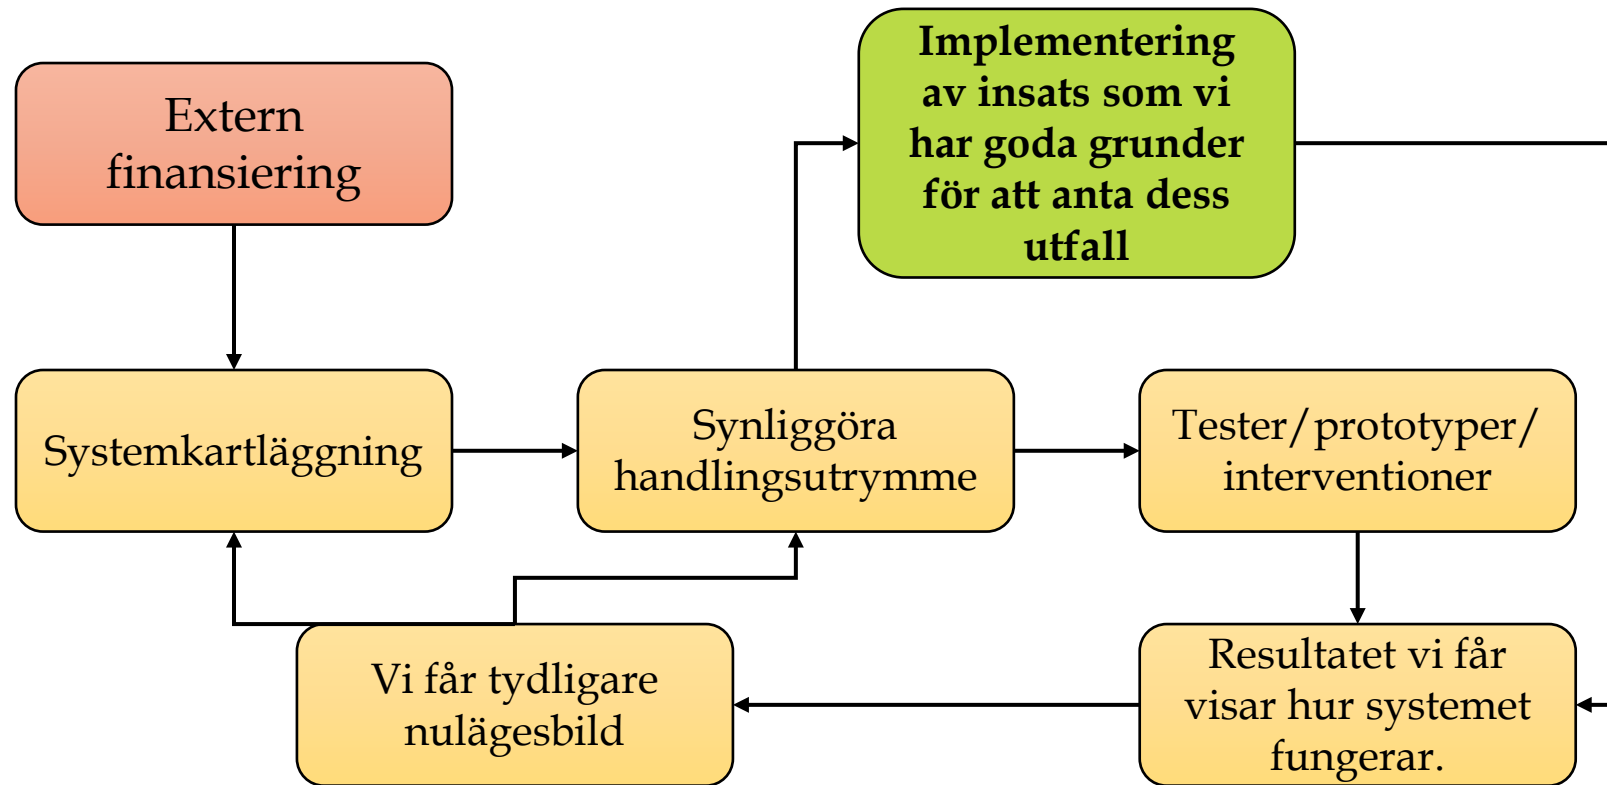 Extern
finansiering
Implementering
av insats som vi
har goda grunder
för att anta dess
utfall
Systemkartläggning
Synliggöra
handlingsutrymme
Tester/prototyper/
interventioner
Vi får tydligare
nulägesbild
Resultatet vi får
visar hur systemet
fungerar.